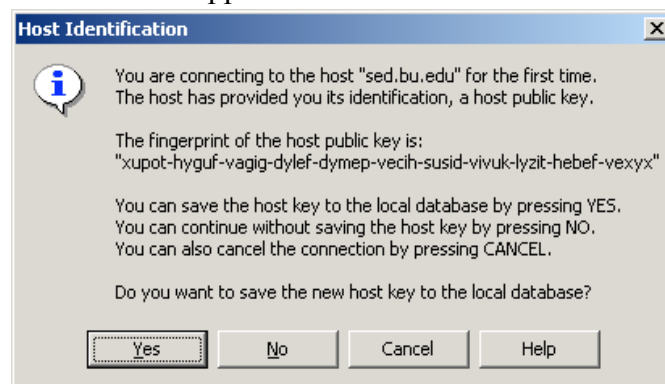 Host Identification
You are connecting to the host "sed.bu.edu" for the first time.
The host has provided you its identification, a host public key.
The fingerprint of the host public key is:
"xupot-hyguf-vagig-dylef-dymep-vecih-susid-vivuk-lyzit-hebef-vexyx"
You can save the host key to the local database by pressing YES.
You can continue without saving the host key by pressing NO.
You can also cancel the connection by pressing CANCEL.
Do you want to save the new host key to the local database?
Yes No Cancel Help